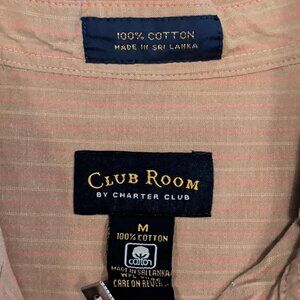 100% COTTON
MADE IN SRI LANKA
CLUB ROOM
BY CHARTER CLUB
M
100% COTTON
cotton
MADE IN SRI LANKA
CARE ON REVERSE